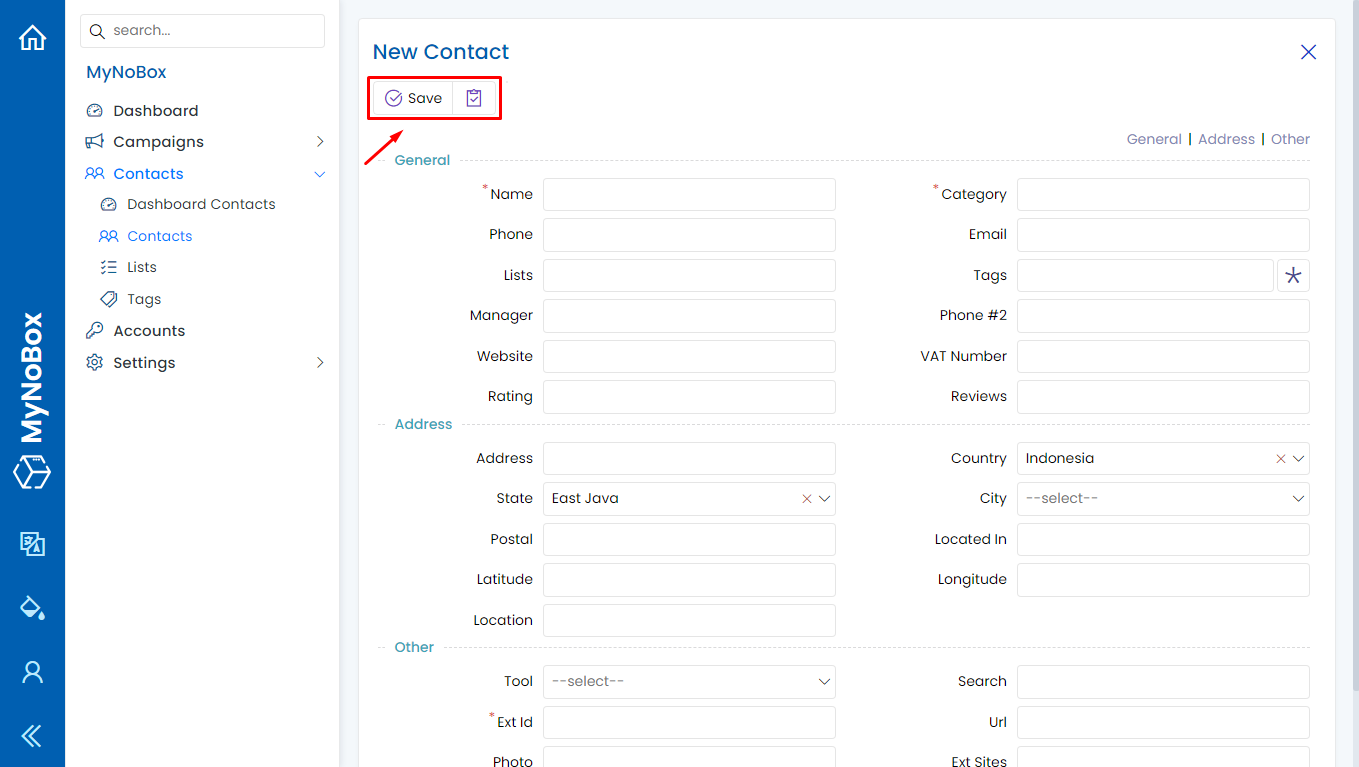 search...
MyNoBox
Dashboard
Campaigns
Contacts
Dashboard Contacts
Contacts
Lists
Tags
Accounts
Settings
MyNoBox
New Contact
Save
General | Address | Other
General
* Name
* Category
Phone
Email
Lists
Tags
Manager
Phone #2
Website
VAT Number
Rating
Reviews
Address
Address
Country Indonesia
State East Java
City --select--
Postal
Located In
Latitude
Longitude
Location
Other
Tool --select--
Search
* Ext Id
Url
Photo
Ext Sites